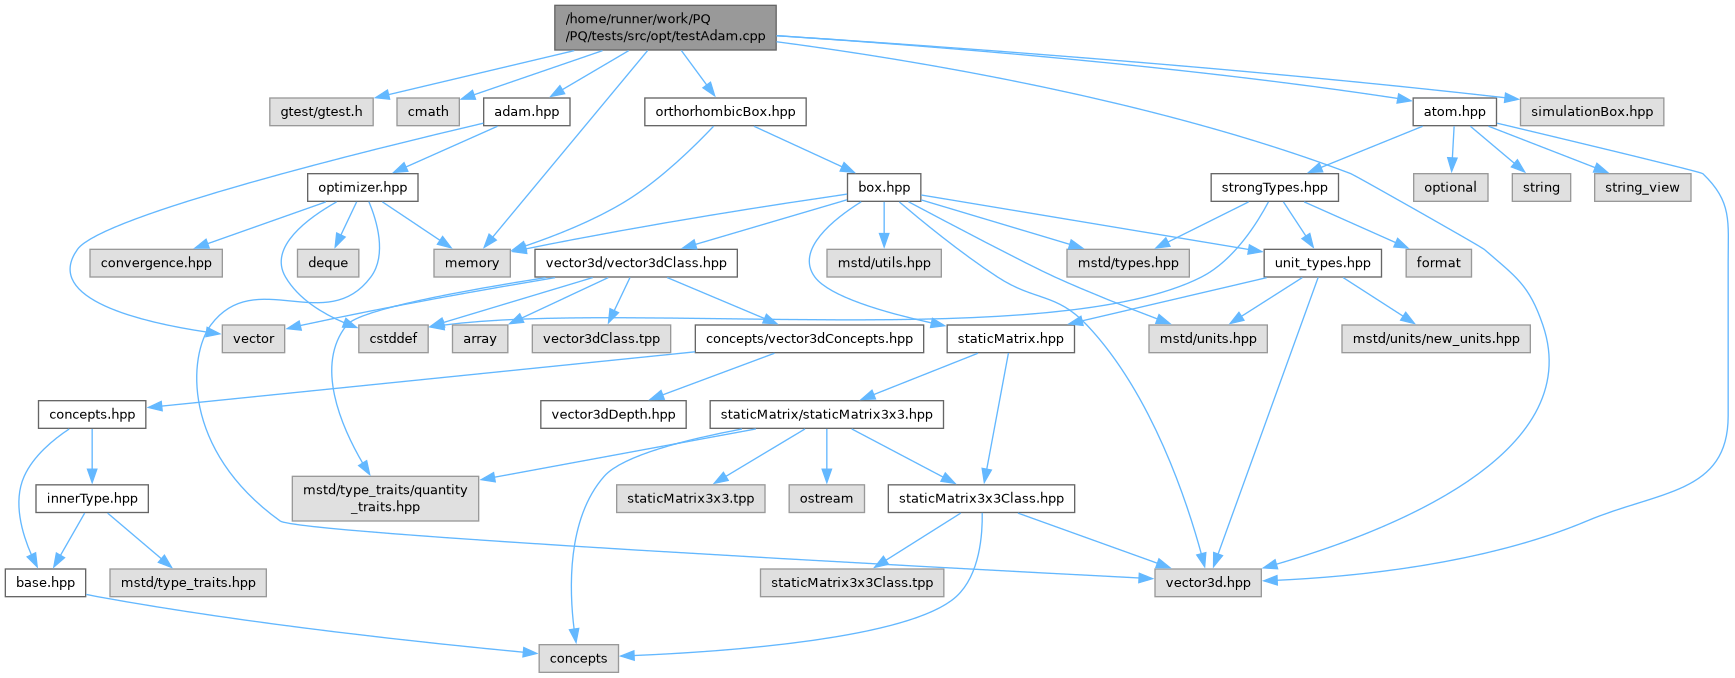 /home/runner/work/PQ
/PQ/tests/src/opt/testAdam.cpp
gtest/gtest.h
cmath
adam.hpp
orthorhombicBox.hpp
atom.hpp
simulationBox.hpp
optimizer.hpp
box.hpp
strongTypes.hpp
optional
string
string_view
convergence.hpp
deque
memory
vector3d/vector3dClass.hpp
mstd/utils.hpp
mstd/types.hpp
unit_types.hpp
format
vector
cstddef
array
vector3dClass.tpp
concepts/vector3dConcepts.hpp
staticMatrix.hpp
mstd/units.hpp
mstd/units/new_units.hpp
concepts.hpp
vector3dDepth.hpp
staticMatrix/staticMatrix3x3.hpp
innerType.hpp
mstd/type_traits/quantity
_traits.hpp
staticMatrix3x3.tpp
ostream
staticMatrix3x3Class.hpp
base.hpp
mstd/type_traits.hpp
staticMatrix3x3Class.tpp
vector3d.hpp
concepts